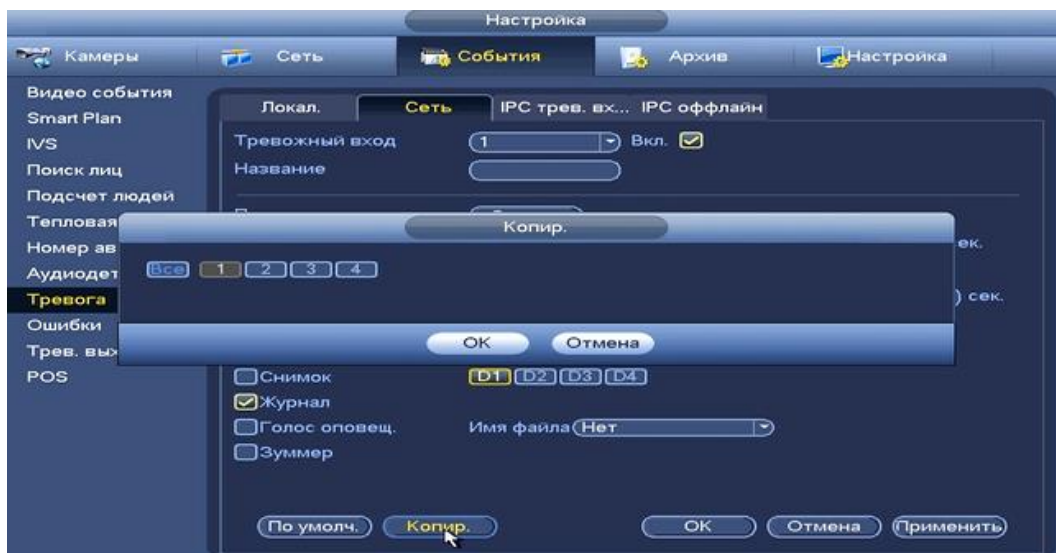 Настройка
Камеры Сеть События Архив Настройка
Видео события
Smart Plan
IVS
Поиск лиц
Подсчет людей
Тепловая
Номер ав
Аудиодет
Тревога
Ошибки
Трев. вых
POS
Локал. Сеть IPC трев. вх... IPC оффлайн
Тревожный вход 1 Вкл.
Название
Копир.
Все 1 2 3 4
OK Отмена
ек.
) сек.
Снимок D1 D2 D3 D4
Журнал
Голос оповещ. Имя файла Нет
Зуммер
По умолч. Копир. OK Отмена Применить